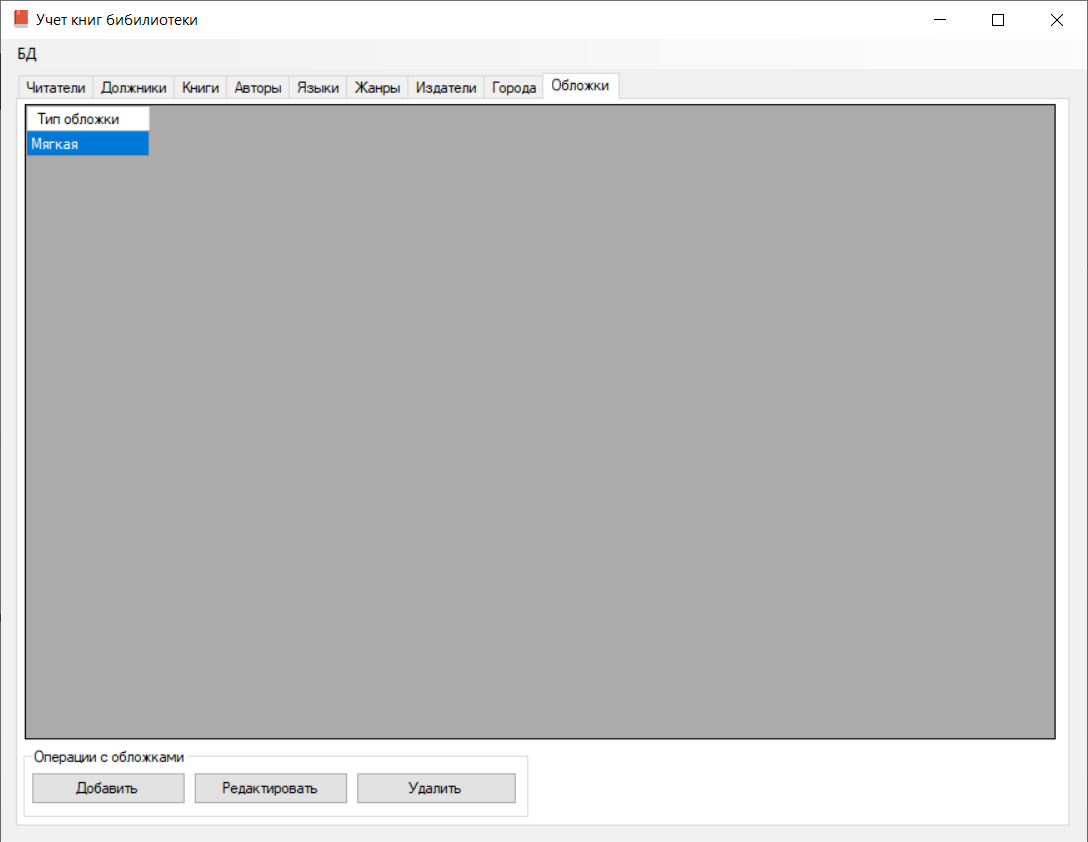 Учет книг бибилиотеки
БД
Читатели Должники Книги Авторы Языки Жанры Издатели Города Обложки
Тип обложки
Мягкая
Операции с обложками
Добавить Редактировать Удалить